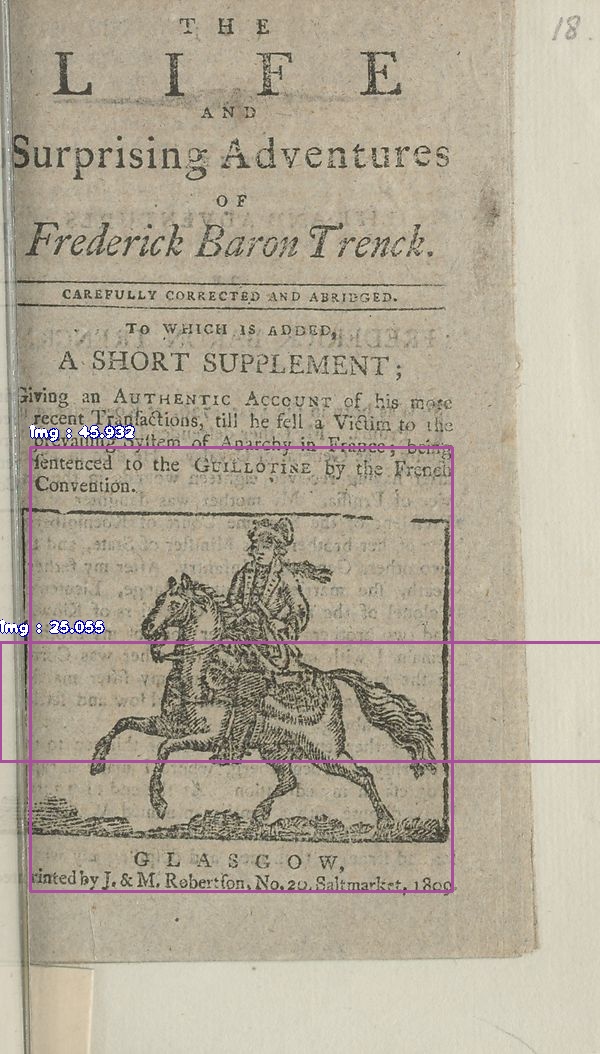 18.
THE
LIFE
AND
Surprising Adventures
OF
Frederick Baron Trenck.
CAREFULLY CORRECTED AND ABRIDGED.
TO WHICH IS ADDED,
A SHORT SUPPLEMENT;
Giving an AUTHENTIC ACCOUNT of his more
recent Tranſactions, till he fell a Victim to the
prevailing Syſtem of Anarchy in France; being
ſentenced to the GUILLOTINE by the French
Convention.
Img : 45.932
Img : 25.055
GLASGOW,
rinted by J. & M. Robertſon, No. 20, Saltmarket, 1809.